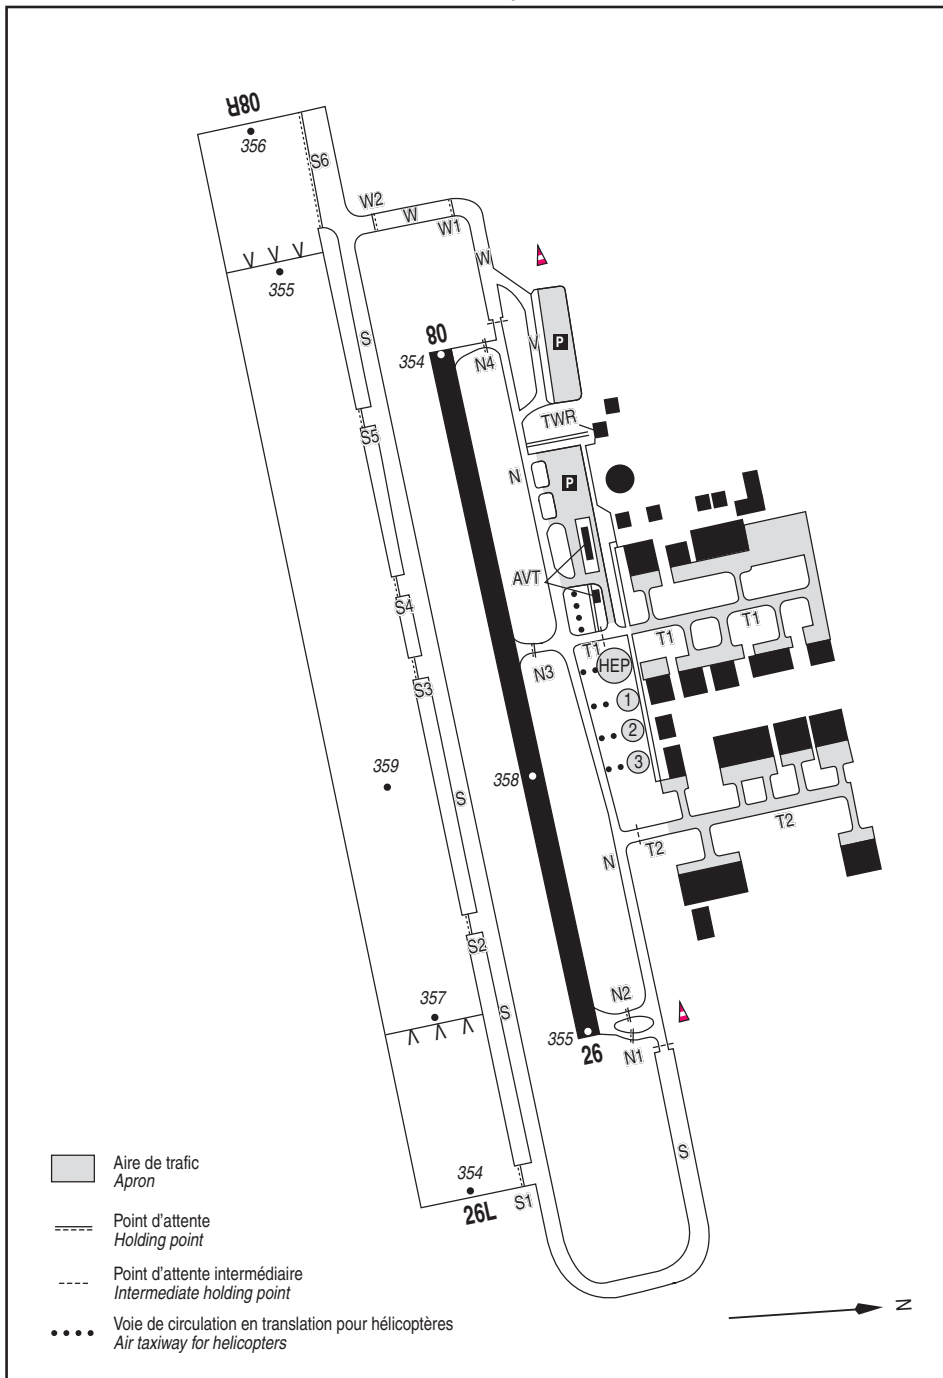 08R
356
S6
W2
W
W1
W
355
S
08
354
N4
V
P
TWR
S5
N
P
AVT
S4
T1
T1
T1
N3
HEP
S3
1
2
359
358
3
S
T2
T2
N
S2
357
N2
S
355
26
N1
S
354
26L
S1
Aire de trafic
Apron
Point d'attente
Holding point
Point d'attente intermédiaire
Intermediate holding point
Voie de circulation en translation pour hélicoptères
Air taxiway for helicopters
N